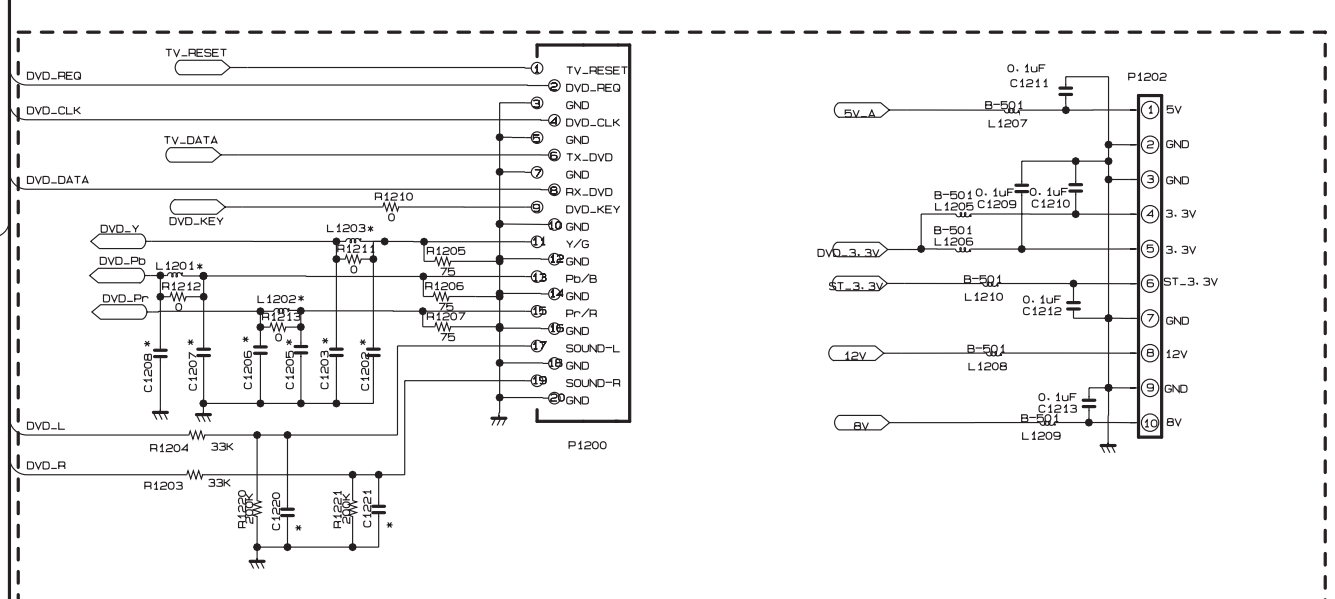 TV_RESET
DVD_REQ
DVD_CLK
TV_DATA
DVD_DATA
R1210
0
DVD_KEY
DVD_Y
L1203*
R1211
0
DVD_Pb
L1201*
R1212
0
DVD_Pr
L1202*
R1213
0
R1205
75
R1206
75
R1207
75
C1208 *
C1207 *
C1206 *
C1205 *
C1203 *
C1202 *
DVD_L
R1204 33K
DVD_R
R1203 33K
R1220
200K
C1220 *
R1221
200K
C1221 *
1 TV_RESET
2 DVD_REQ
3 GND
4 DVD_CLK
5 GND
6 TX_DVD
7 GND
8 RX_DVD
9 DVD_KEY
10 GND
11 Y/G
12 GND
13 Pb/B
14 GND
15 Pr/R
16 GND
17 SOUND-L
18 GND
19 SOUND-R
20 GND
P1200
0.1uF
C1211
P1202
5V_A
B-501
L1207
B-501
L1205
0.1uF
C1209
0.1uF
C1210
B-501
L1206
DVD_3.3V
ST_3.3V
B-501
L1210
0.1uF
C1212
12V
B-501
L1208
0.1uF
C1213
8V
B-501
L1209
1 5V
2 GND
3 GND
4 3.3V
5 3.3V
6 ST_3.3V
7 GND
8 12V
9 GND
10 8V